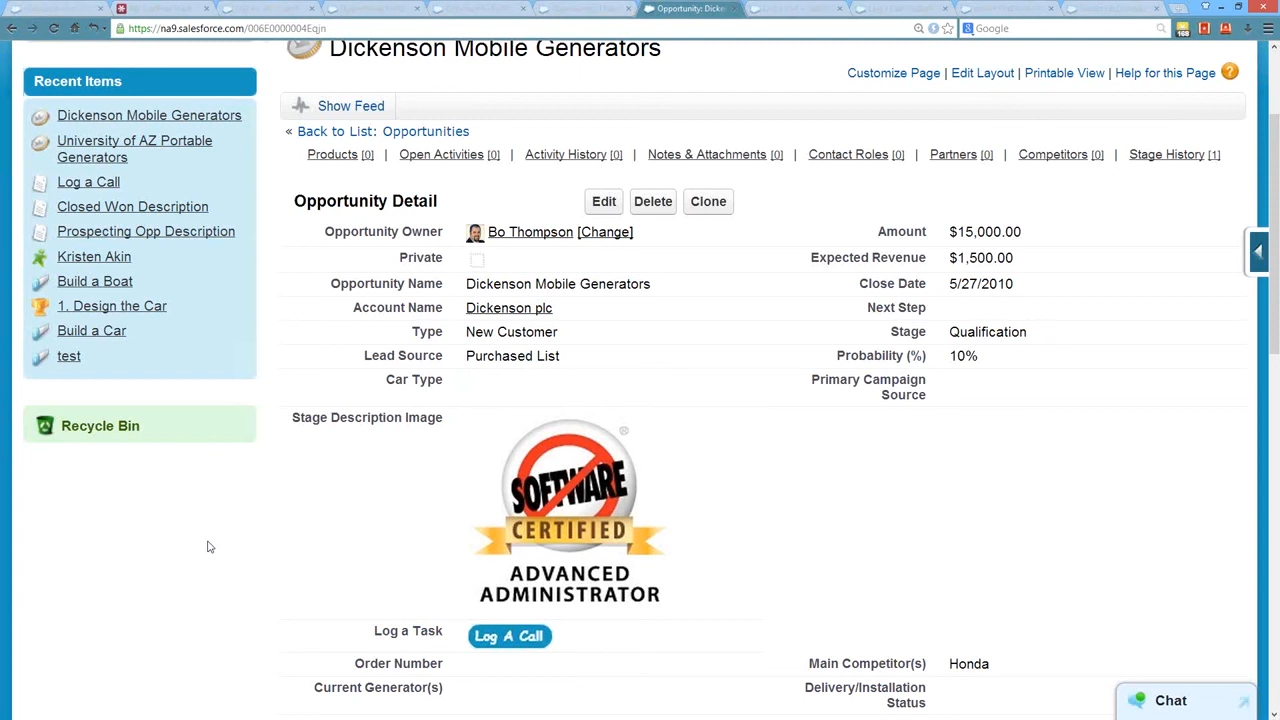 Opportunity: Dicke
https://na9.salesforce.com/006E0000004Eqjn
Google
168
Dickenson Mobile Generators
Customize Page | Edit Layout | Printable View | Help for this Page ?
Recent Items
Dickenson Mobile Generators
University of AZ Portable
Generators
Log a Call
Closed Won Description
Prospecting Opp Description
Kristen Akin
Build a Boat
1. Design the Car
Build a Car
test
Recycle Bin
Show Feed
« Back to List: Opportunities
Products [0] | Open Activities [0] | Activity History [0] | Notes & Attachments [0] | Contact Roles [0] | Partners [0] | Competitors [0] | Stage History [1]
Opportunity Detail Edit Delete Clone
Opportunity Owner Bo Thompson [Change] Amount $15,000.00
Private Expected Revenue $1,500.00
Opportunity Name Dickenson Mobile Generators Close Date 5/27/2010
Account Name Dickenson plc Next Step
Type New Customer Stage Qualification
Lead Source Purchased List Probability (%) 10%
Car Type Primary Campaign
Source
Stage Description Image
®
SOFTWARE
CERTIFIED
ADVANCED
ADMINISTRATOR
Log a Task Log A Call
Order Number Main Competitor(s) Honda
Current Generator(s) Delivery/Installation
Status
Chat